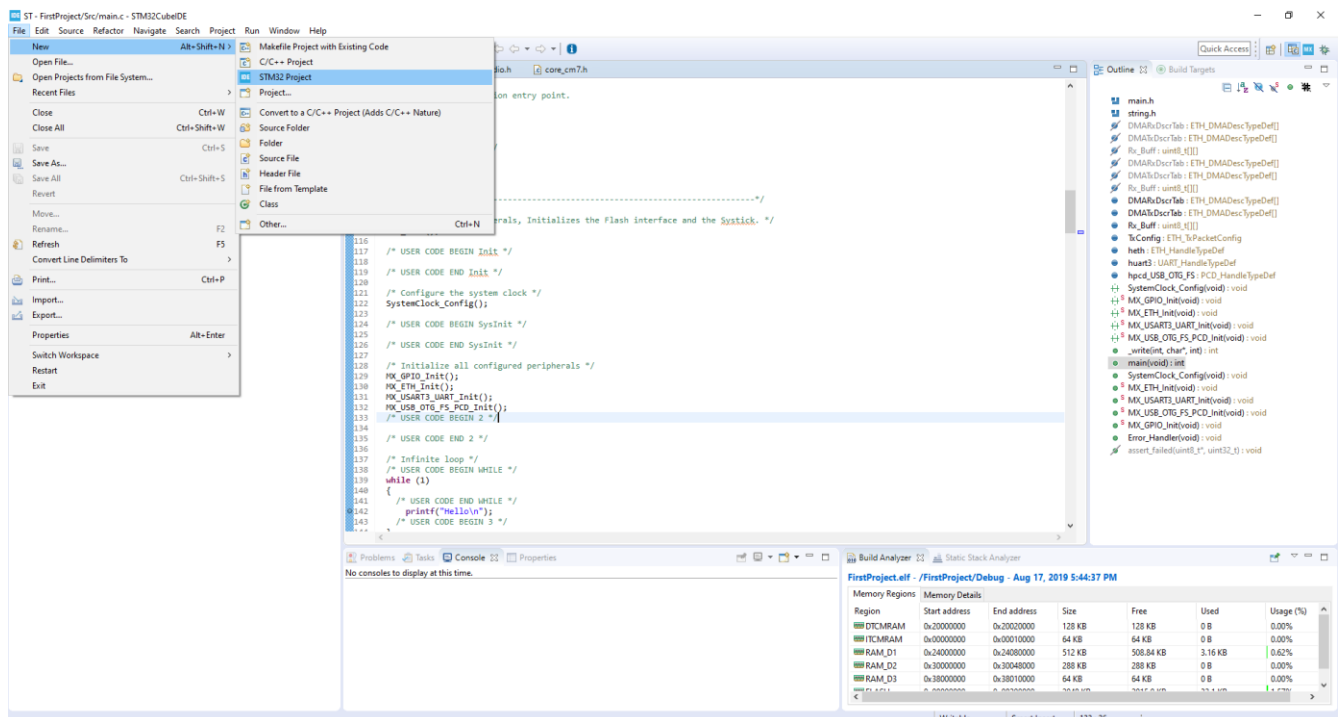 ST - FirstProject/Src/main.c - STM32CubeIDE
File Edit Source Refactor Navigate Search Project Run Window Help
New Alt+Shift+N >
Open File...
Open Projects from File System...
Recent Files >
Close Ctrl+W
Close All Ctrl+Shift+W
Save Ctrl+S
Save As...
Save All Ctrl+Shift+S
Revert
Move...
Rename... F2
Refresh F5
Convert Line Delimiters To >
Print... Ctrl+P
Import...
Export...
Properties Alt+Enter
Switch Workspace >
Restart
Exit
Makefile Project with Existing Code
C/C++ Project
STM32 Project
Project...
Convert to a C/C++ Project (Adds C/C++ Nature)
Source Folder
Folder
Source File
Header File
File from Template
Class
Other... Ctrl+N
Quick Access
dio.h core_cm7.h
ion entry point.
/
-----*/
erals, Initializes the Flash interface and the Systick. */
116
117 /* USER CODE BEGIN Init */
118
119 /* USER CODE END Init */
120
121 /* Configure the system clock */
122 SystemClock_Config();
123
124 /* USER CODE BEGIN SysInit */
125
126 /* USER CODE END SysInit */
127
128 /* Initialize all configured peripherals */
129 MX_GPIO_Init();
130 MX_ETH_Init();
131 MX_USART3_UART_Init();
132 MX_USB_OTG_FS_PCD_Init();
133 /* USER CODE BEGIN 2 */
134
135 /* USER CODE END 2 */
136
137 /* Infinite loop */
138 /* USER CODE BEGIN WHILE */
139 while (1)
140 {
141 /* USER CODE END WHILE */
142 printf("Hello\n");
143 /* USER CODE BEGIN 3 */
Outline Build Targets
main.h
string.h
DMARxDscrTab : ETH_DMADescTypeDef[]
DMATxDscrTab : ETH_DMADescTypeDef[]
Rx_Buff : uint8_t[][]
DMARxDscrTab : ETH_DMADescTypeDef[]
DMATxDscrTab : ETH_DMADescTypeDef[]
Rx_Buff : uint8_t[][]
DMARxDscrTab : ETH_DMADescTypeDef[]
DMATxDscrTab : ETH_DMADescTypeDef[]
Rx_Buff : uint8_t[][]
TxConfig : ETH_TxPacketConfig
heth : ETH_HandleTypeDef
huart3 : UART_HandleTypeDef
hpcd_USB_OTG_FS : PCD_HandleTypeDef
SystemClock_Config(void) : void
MX_GPIO_Init(void) : void
MX_ETH_Init(void) : void
MX_USART3_UART_Init(void) : void
MX_USB_OTG_FS_PCD_Init(void) : void
_write(int, char*, int) : int
main(void) : int
SystemClock_Config(void) : void
MX_ETH_Init(void) : void
MX_USART3_UART_Init(void) : void
MX_USB_OTG_FS_PCD_Init(void) : void
MX_GPIO_Init(void) : void
Error_Handler(void) : void
assert_failed(uint8_t*, uint32_t) : void
Problems Tasks Console Properties
No consoles to display at this time.
Build Analyzer Static Stack Analyzer
FirstProject.elf - /FirstProject/Debug - Aug 17, 2019 5:44:37 PM
Memory Regions Memory Details
Region Start address End address Size Free Used Usage (%)
DTCMRAM 0x20000000 0x20020000 128 KB 128 KB 0 B 0.00%
ITCMRAM 0x00000000 0x00010000 64 KB 64 KB 0 B 0.00%
RAM_D1 0x24000000 0x24080000 512 KB 508.84 KB 3.16 KB 0.62%
RAM_D2 0x30000000 0x30048000 288 KB 288 KB 0 B 0.00%
RAM_D3 0x38000000 0x38010000 64 KB 64 KB 0 B 0.00%